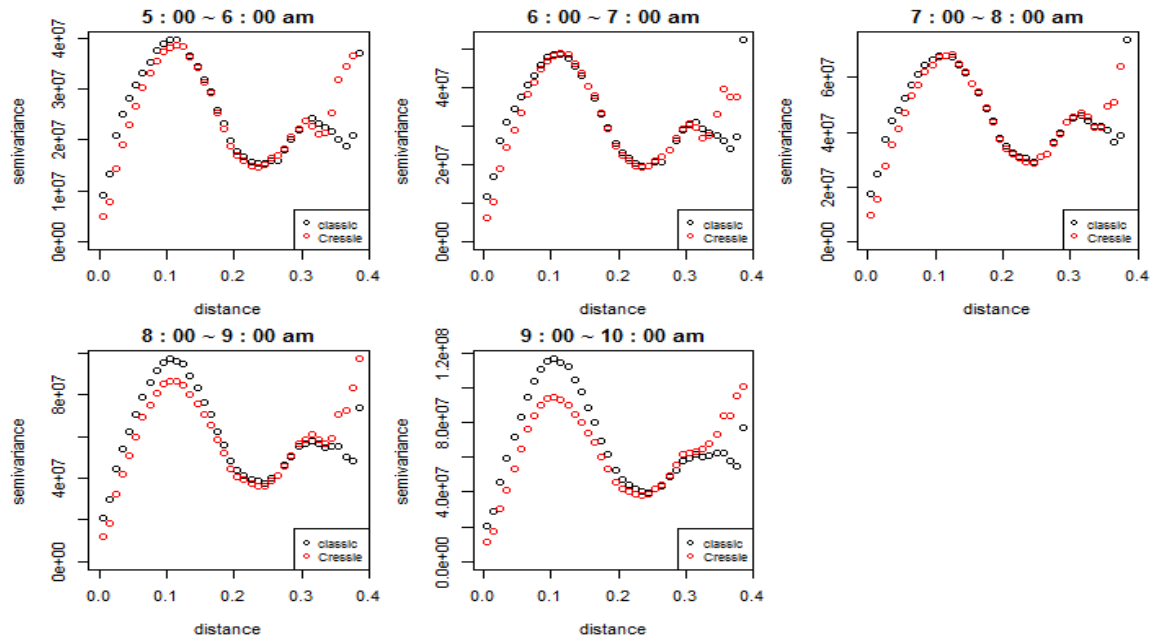 5 : 00 ~ 6 : 00 am
semivariance
0e+00 1e+07 2e+07 3e+07 4e+07
classic
Cressie
0.0 0.1 0.2 0.3 0.4
distance
6 : 00 ~ 7 : 00 am
semivariance
0e+00 2e+07 4e+07
classic
Cressie
0.0 0.1 0.2 0.3 0.4
distance
7 : 00 ~ 8 : 00 am
semivariance
0e+00 2e+07 4e+07 6e+07
classic
Cressie
0.0 0.1 0.2 0.3 0.4
distance
8 : 00 ~ 9 : 00 am
semivariance
0e+00 4e+07 8e+07
classic
Cressie
0.0 0.1 0.2 0.3 0.4
distance
9 : 00 ~ 10 : 00 am
semivariance
0.0e+00 4.0e+07 8.0e+07 1.2e+08
classic
Cressie
0.0 0.1 0.2 0.3 0.4
distance